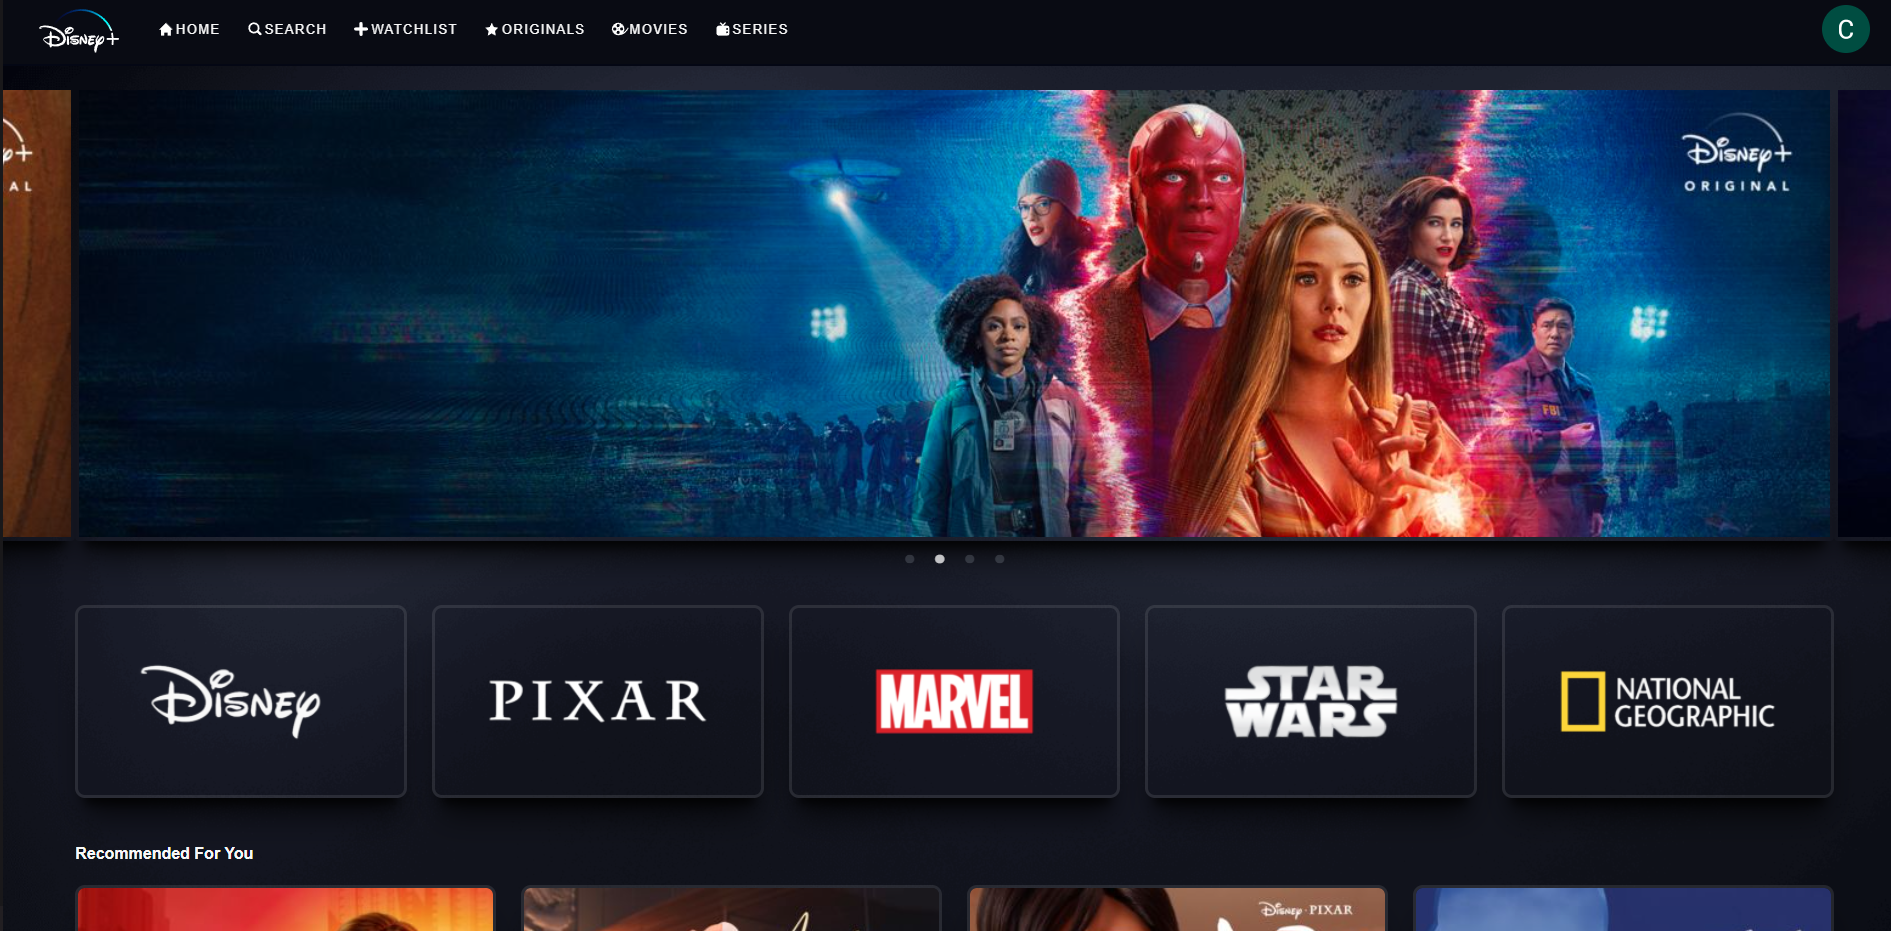 Disney+
HOME
SEARCH
WATCHLIST
ORIGINALS
MOVIES
SERIES
C
AL
Disney+
ORIGINAL
FBI
Disney
PIXAR
MARVEL
STAR
WARS
NATIONAL
GEOGRAPHIC
Recommended For You
Disney · PIXAR